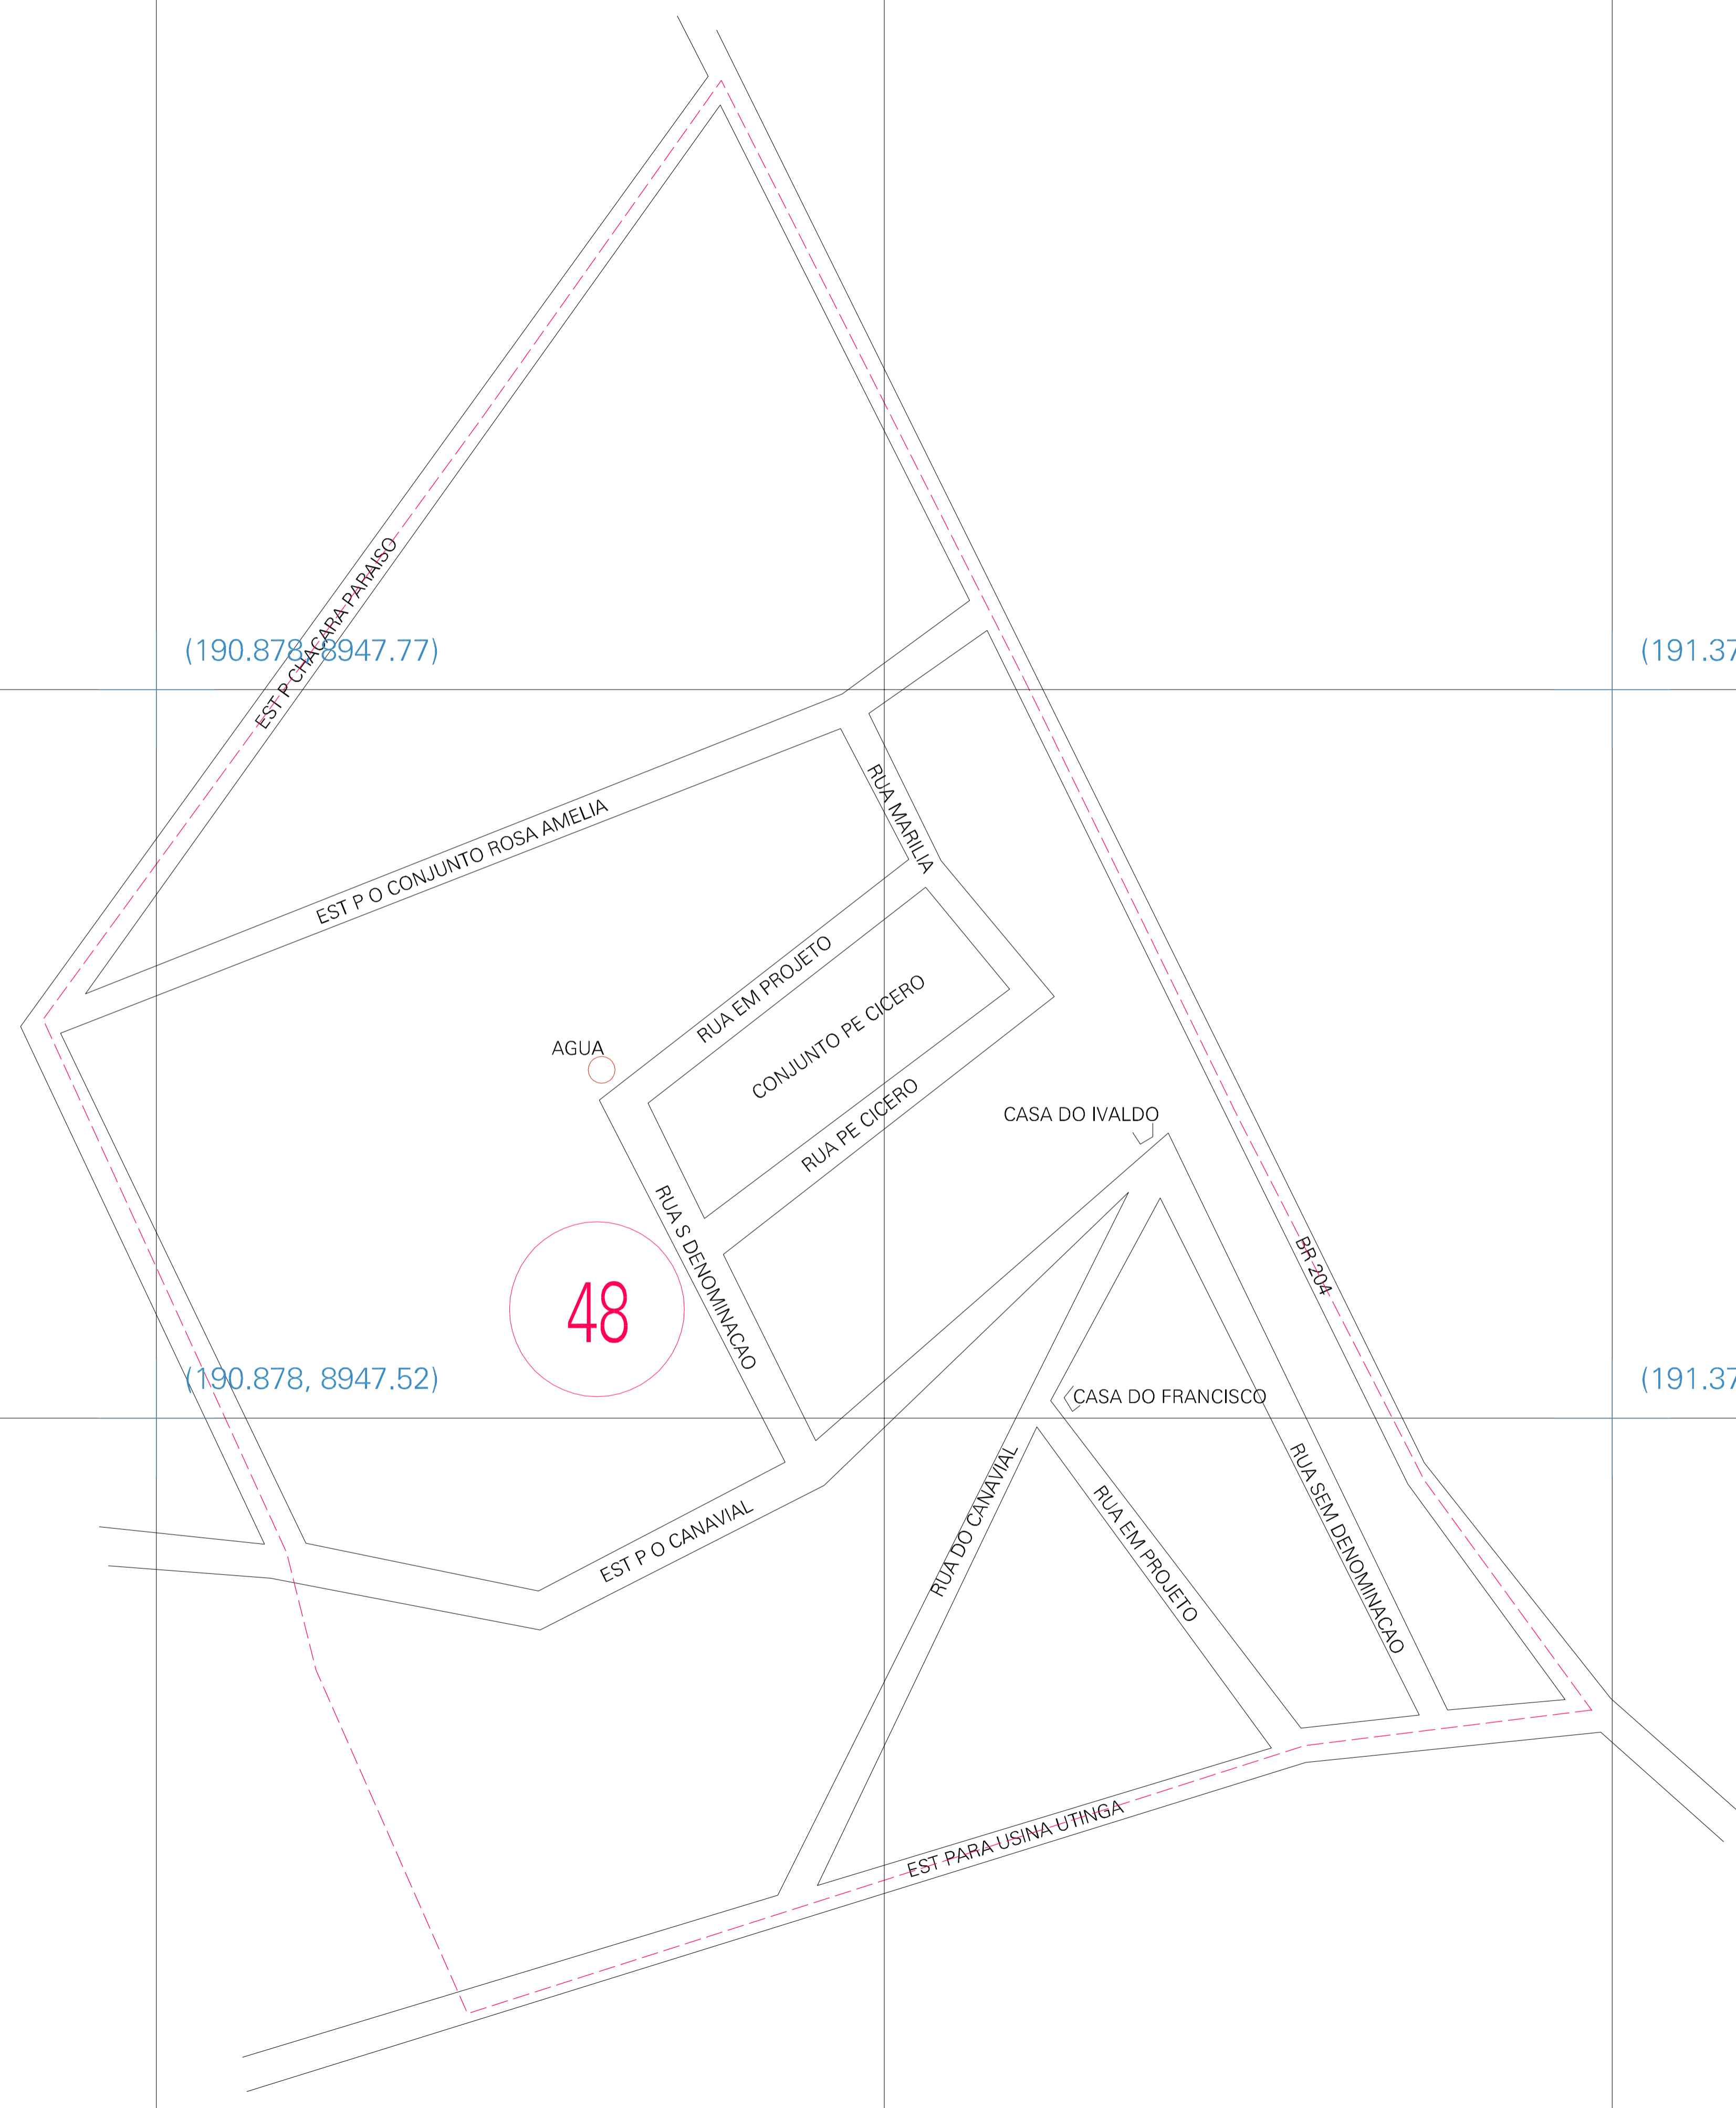 EST P CHACARA PARAISO
(190.878, 8947.77)
(191.37
RUA MARILIA
EST P O CONJUNTO ROSA AMELIA
RUA EM PROJETO
CONJUNTO PE CICERO
AGUA
RUA PE CICERO
CASA DO IVALDO
RUA S DENOMINACAO
BR 204
48
(190.878, 8947.52)
(191.37
CASA DO FRANCISCO
RUA DO CANAVIAL
RUA SEM DENOMINACAO
EST P O CANAVIAL
RUA EM PROJETO
EST PARA USINA UTINGA